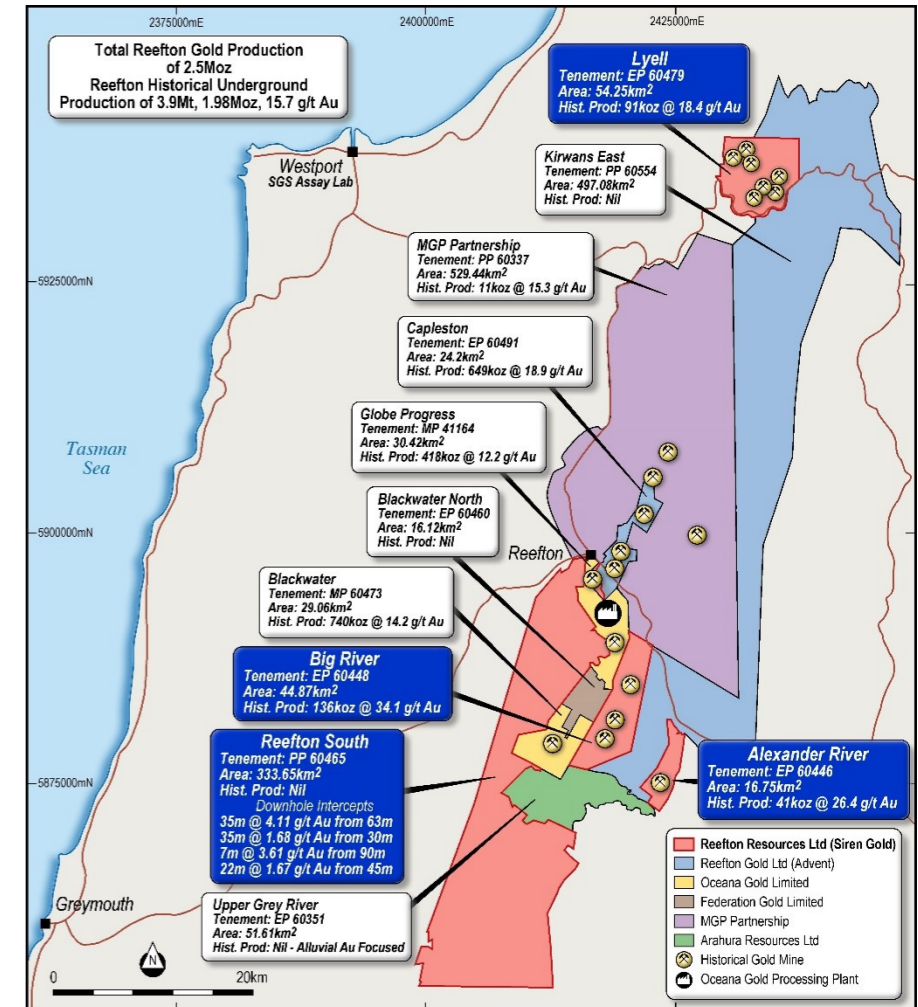 2375000mE
2400000mE
2425000mE
Total Reefton Gold Production
of 2.5Moz
Reefton Historical Underground
Production of 3.9Mt, 1.98Moz, 15.7 g/t Au
Lyell
Tenement: EP 60479
Area: 54.25km²
Hist. Prod: 91koz @ 18.4 g/t Au
Westport
SGS Assay Lab
Kirwans East
Tenement: PP 60554
Area: 497.08km²
Hist. Prod: Nil
MGP Partnership
Tenement: PP 60337
Area: 529.44km²
Hist. Prod: 11koz @ 15.3 g/t Au
5925000mN
Capleston
Tenement: EP 60491
Area: 24.2km²
Hist. Prod: 649koz @ 18.9 g/t Au
Globe Progress
Tenement: MP 41164
Area: 30.42km²
Hist. Prod: 418koz @ 12.2 g/t Au
Tasman
Sea
Blackwater North
Tenement: EP 60460
Area: 16.12km²
Hist. Prod: Nil
5900000mN
Reefton
Blackwater
Tenement: MP 60473
Area: 29.06km²
Hist. Prod: 740koz @ 14.2 g/t Au
Big River
Tenement: EP 60448
Area: 44.87km²
Hist. Prod: 136koz @ 34.1 g/t Au
Reefton South
Tenement: PP 60465
Area: 333.65km²
Hist. Prod: Nil
Downhole Intercepts
35m @ 4.11 g/t Au from 63m
35m @ 1.68 g/t Au from 30m
7m @ 3.61 g/t Au from 90m
22m @ 1.67 g/t Au from 45m
Alexander River
Tenement: EP 60446
Area: 16.75km²
Hist. Prod: 41koz @ 26.4 g/t Au
5875000mN
Upper Grey River
Tenement: EP 60351
Area: 51.61km²
Hist. Prod: Nil - Alluvial Au Focused
Greymouth
N
0
20km
Reefton Resources Ltd (Siren Gold)
Reefton Gold Ltd (Advent)
Oceana Gold Limited
Federation Gold Limited
MGP Partnership
Arahura Resources Ltd
Historical Gold Mine
Oceana Gold Processing Plant